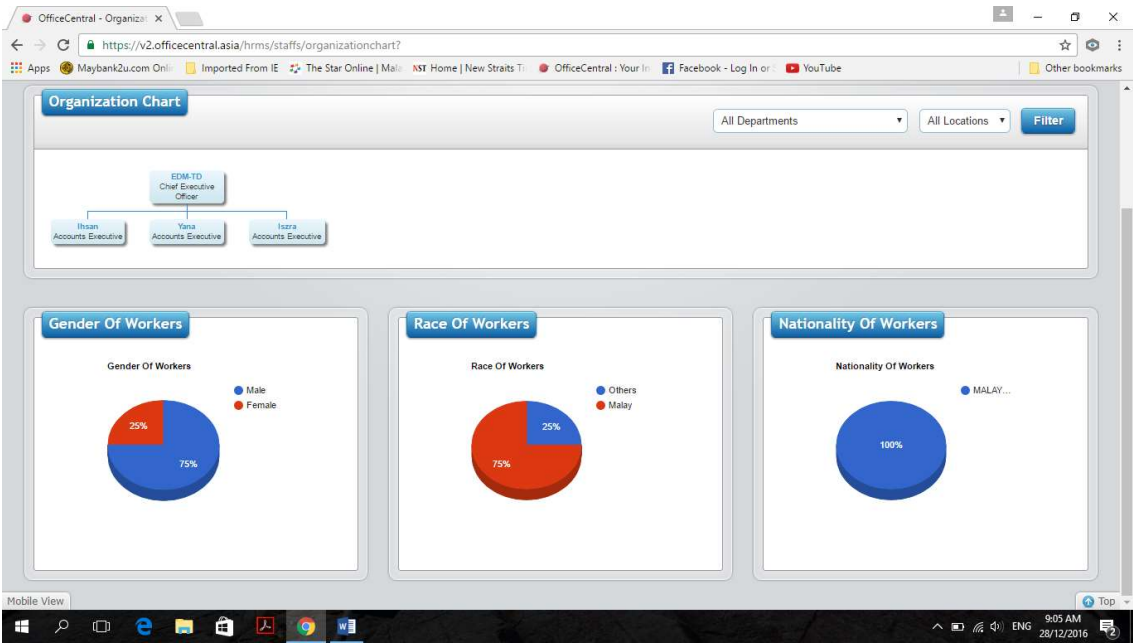 OfficeCentral - Organizat
https://v2.officecentral.asia/hrms/staffs/organizationchart?
Apps Maybank2u.com Onli Imported From IE The Star Online | Mala NST Home | New Straits Ti OfficeCentral : Your In Facebook - Log In or S YouTube Other bookmarks
Organization Chart
All Departments All Locations Filter
EDM-TD
Chief Executive
Officer
Ihsan Yana Iszra
Accounts Executive Accounts Executive Accounts Executive
Gender Of Workers Race Of Workers Nationality Of Workers
Gender Of Workers Race Of Workers Nationality Of Workers
Male Others MALAY...
Female Malay
25% 25%
100%
75% 75%
Mobile View Top
ENG 9:05 AM
28/12/2016
2